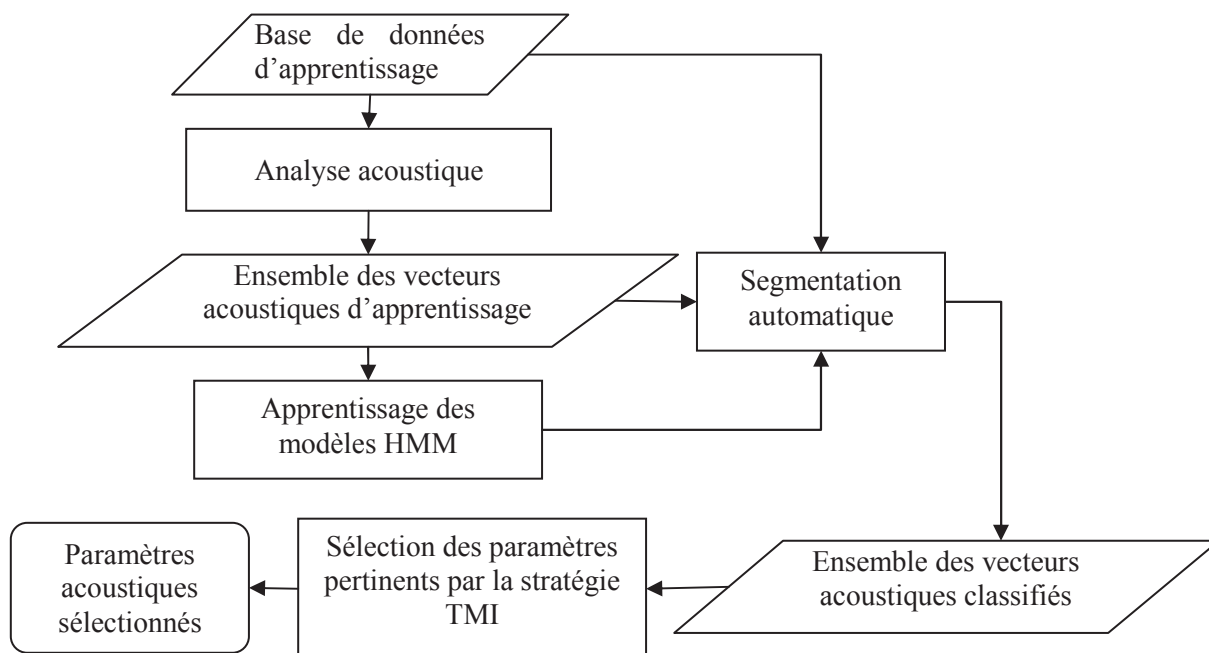 Base de données
d’apprentissage
Analyse acoustique
Ensemble des vecteurs
acoustiques d’apprentissage
Segmentation
automatique
Apprentissage des
modèles HMM
Paramètres
acoustiques
sélectionnés
Sélection des paramètres
pertinents par la stratégie
TMI
Ensemble des vecteurs
acoustiques classifiés